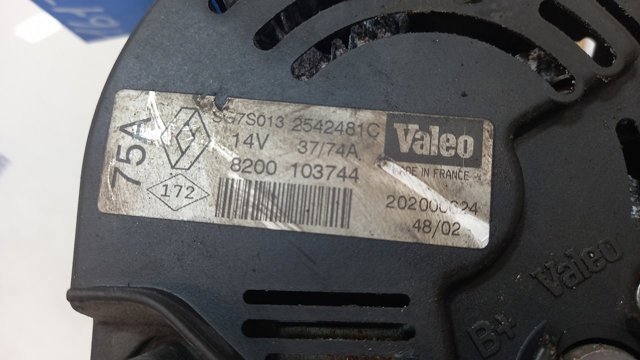 75A
SG7S013 2542481C
14V 37/74A
8200 103744
172
Valeo
MADE IN FRANCE
48/02
Valeo
B+